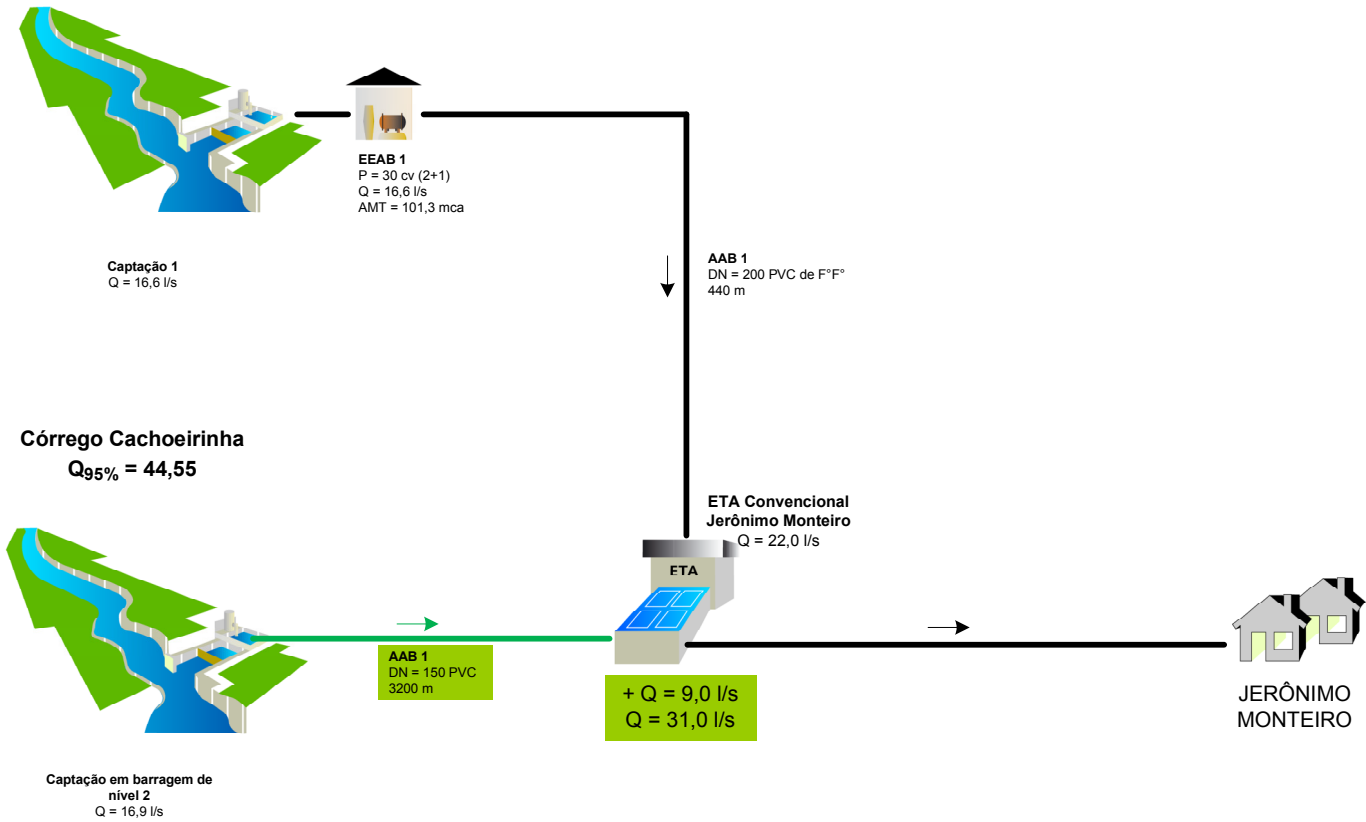 EEAB 1
P = 30 cv (2+1)
Q = 16,6 l/s
AMT = 101,3 mca
Captação 1
Q = 16,6 l/s
AAB 1
DN = 200 PVC de F°F°
440 m
Córrego Cachoeirinha
Q95% = 44,55
ETA Convencional
Jerônimo Monteiro
Q = 22,0 l/s
ETA
AAB 1
DN = 150 PVC
3200 m
+ Q = 9,0 l/s
Q = 31,0 l/s
JERÔNIMO
MONTEIRO
Captação em barragem de
nível 2
Q = 16,9 l/s